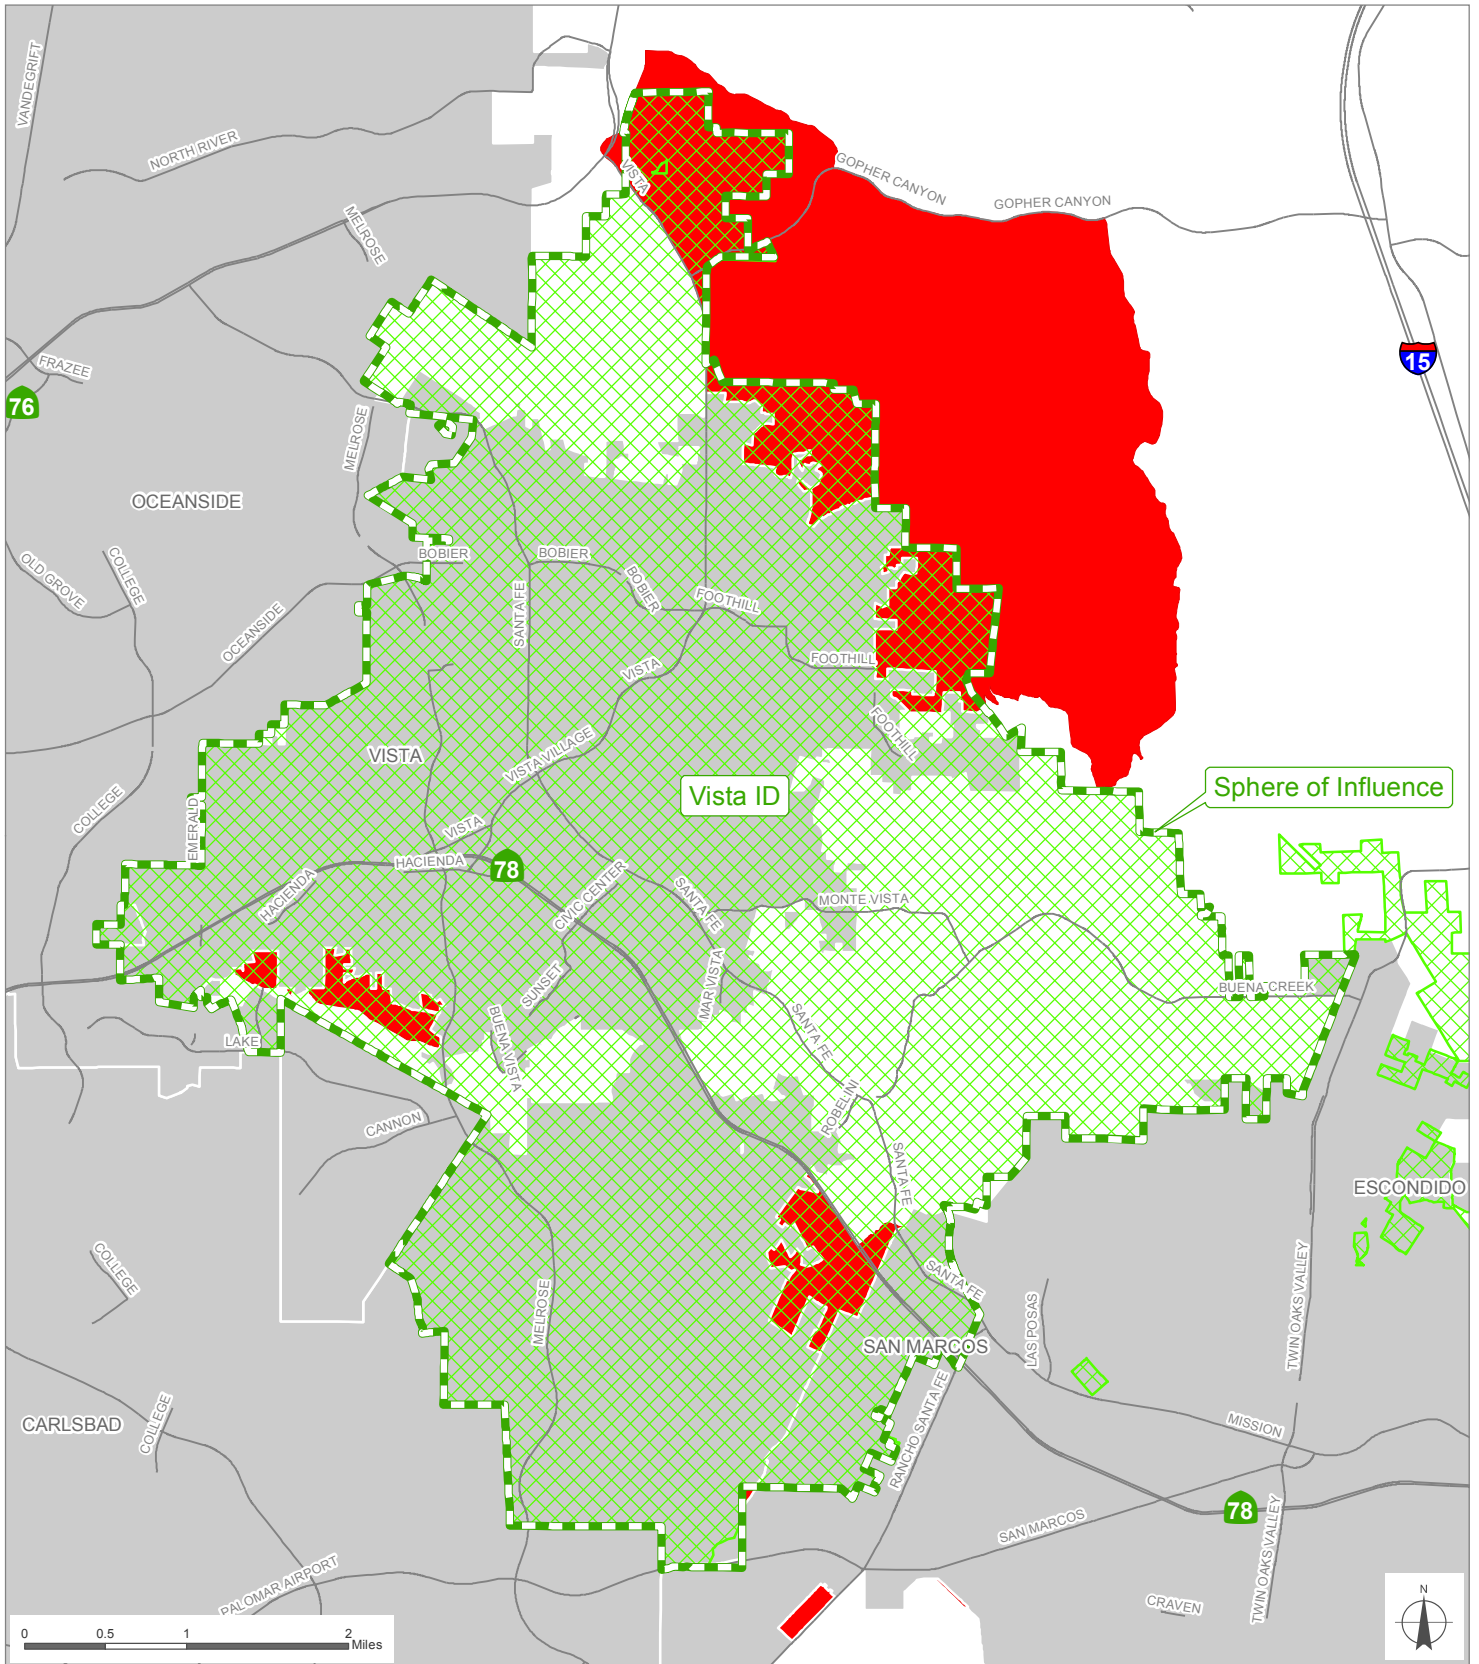 VANDEGRIFT
NORTH RIVER
VISTA
GOPHER CANYON
GOPHER CANYON
MELROSE
15
FRAZEE
76
MELROSE
OCEANSIDE
BOBIER
BOBIER
OLD GROVE
COLLEGE
BOBIER
SANTA FE
FOOTHILL
OCEANSIDE
VISTA
FOOTHILL
FOOTHILL
VISTA
VISTA VILLAGE
Vista ID
Sphere of Influence
COLLEGE
EMERALD
VISTA
HACIENDA
78
HACIENDA
CIVIC CENTER
SANTA FE
MONTE VISTA
SUNSET
MAR VISTA
BUENA CREEK
BUENA VISTA
SANTA FE
LAKE
ROBELINI
CANNON
SANTA FE
ESCONDIDO
COLLEGE
MELROSE
SANTA FE
LAS POSAS
TWIN OAKS VALLEY
SAN MARCOS
CARLSBAD
COLLEGE
RANCHO SANTA FE
MISSION
SAN MARCOS
78
TWIN OAKS VALLEY
PALOMAR AIRPORT
CRAVEN
N
0 0.5 1 2
Miles